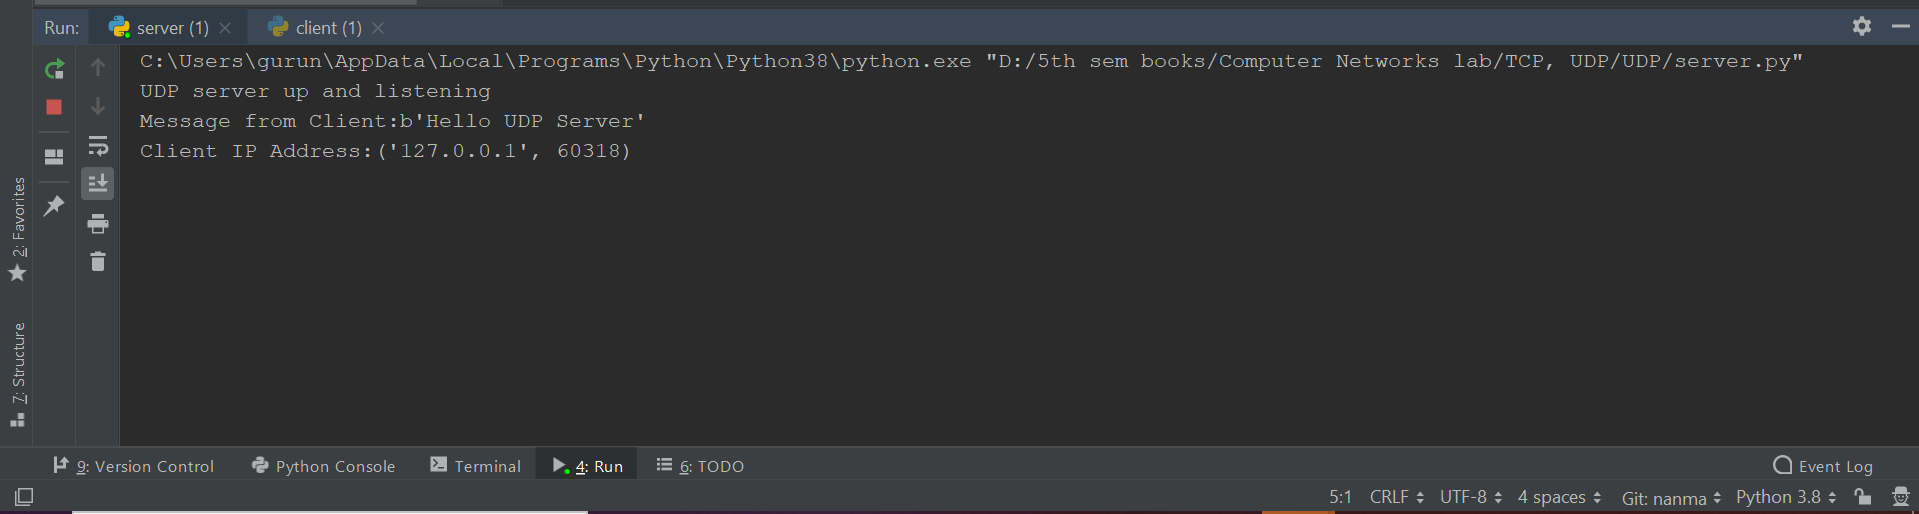 Run: server (1) client (1)
C:\Users\gurun\AppData\Local\Programs\Python\Python38\python.exe "D:/5th sem books/Computer Networks lab/TCP, UDP/UDP/server.py"
UDP server up and listening
Message from Client:b'Hello UDP Server'
Client IP Address:('127.0.0.1', 60318)
2: Favorites
7: Structure
9: Version Control Python Console Terminal 4: Run 6: TODO Event Log
5:1 CRLF UTF-8 4 spaces Git: nanma Python 3.8